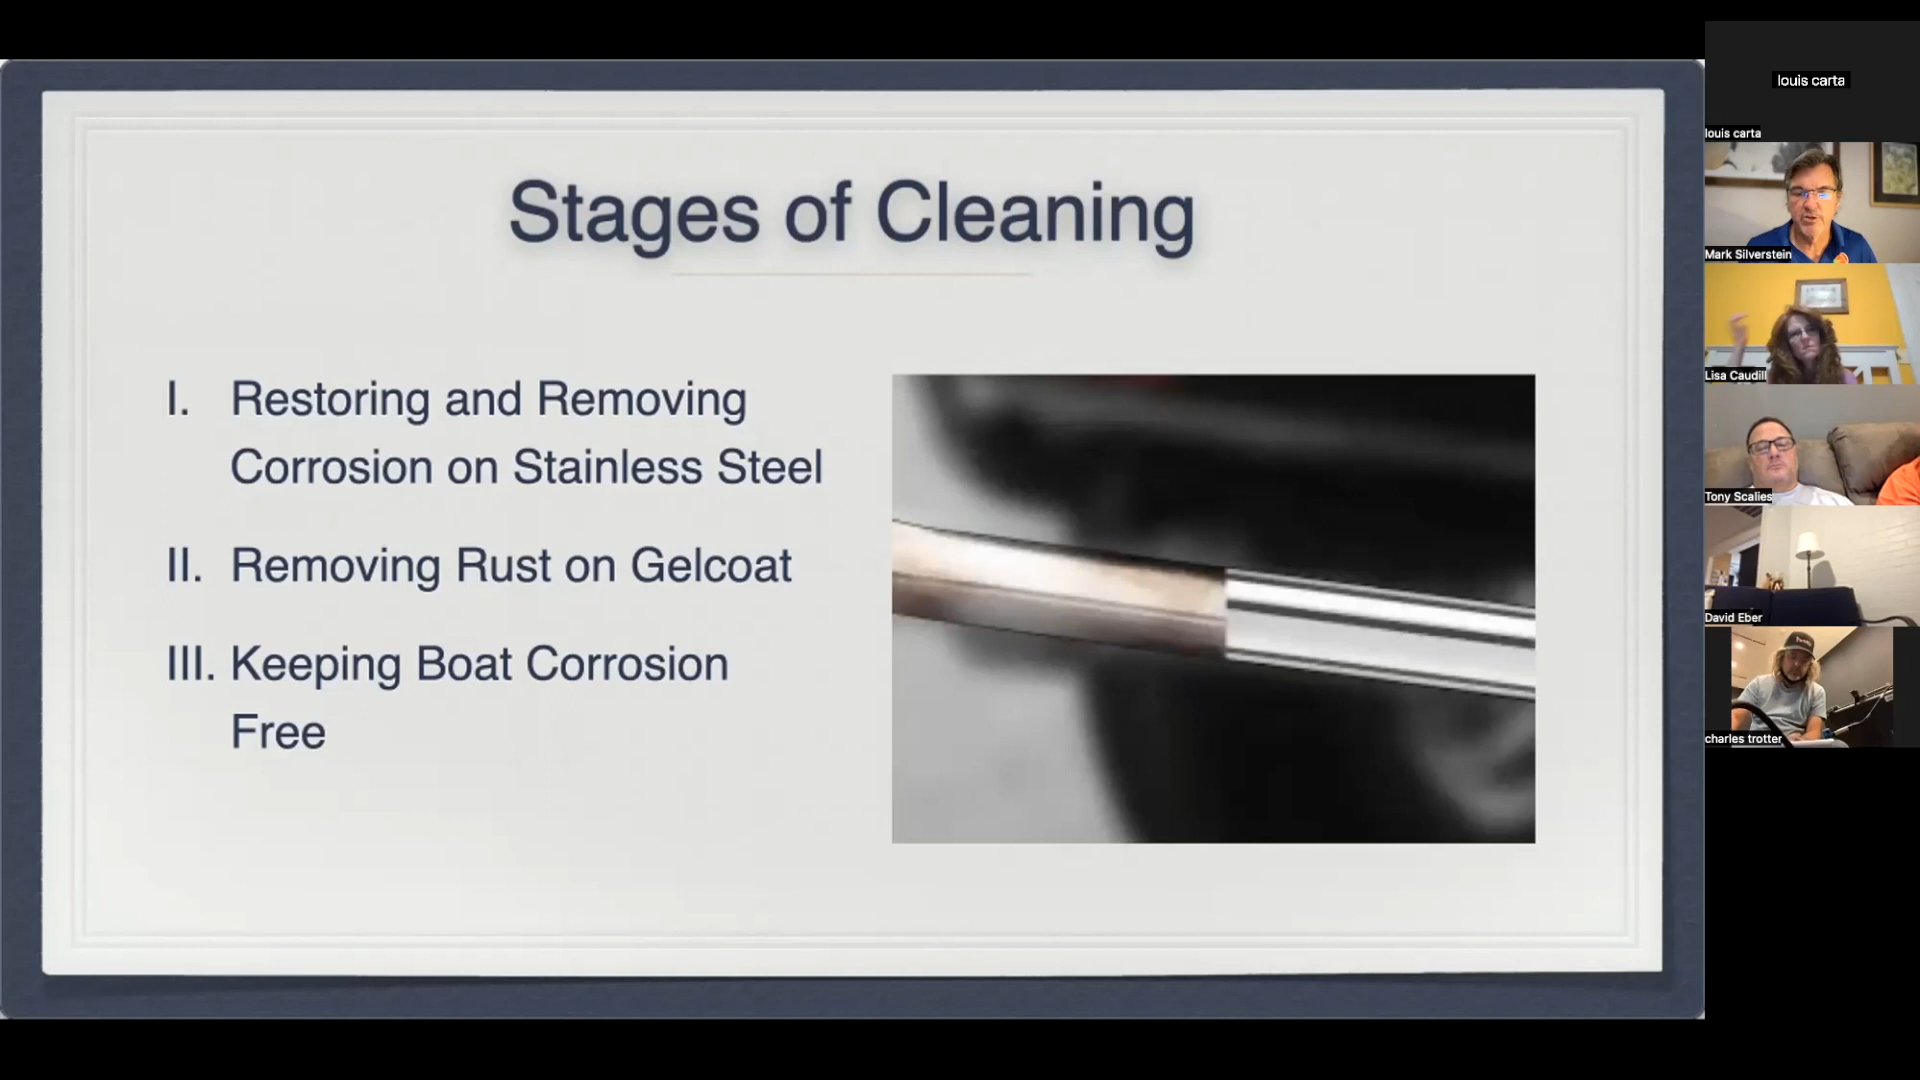 Stages of Cleaning
I. Restoring and Removing
Corrosion on Stainless Steel
II. Removing Rust on Gelcoat
III. Keeping Boat Corrosion
Free
louis carta
louis carta
Mark Silverstein
Lisa Caudill
Tony Scalies
David Eber
charles trotter